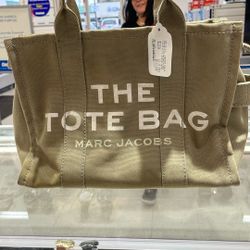 THE
TOTE BAG
MARC JACOBS